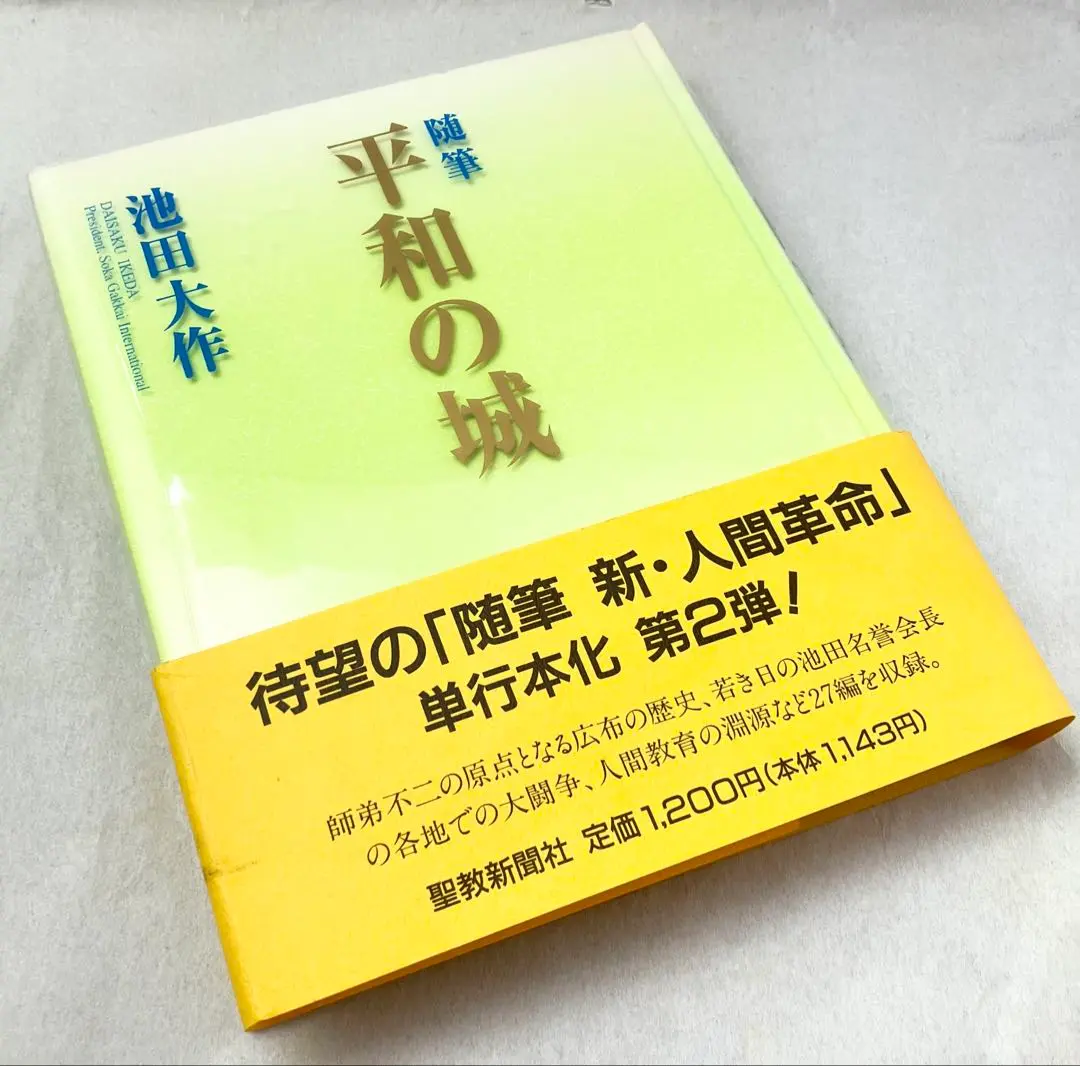 随筆
平和の城
池田大作
DAISAKU IKEDA
President, Soka Gakkai International
待望の「随筆 新・人間革命」
単行本化 第2弾!
師弟不二の原点となる広布の歴史、若き日の池田名誉会長
の各地での大闘争、人間教育の淵源など27編を収録。
聖教新聞社 定価1,200円(本体1,143円)